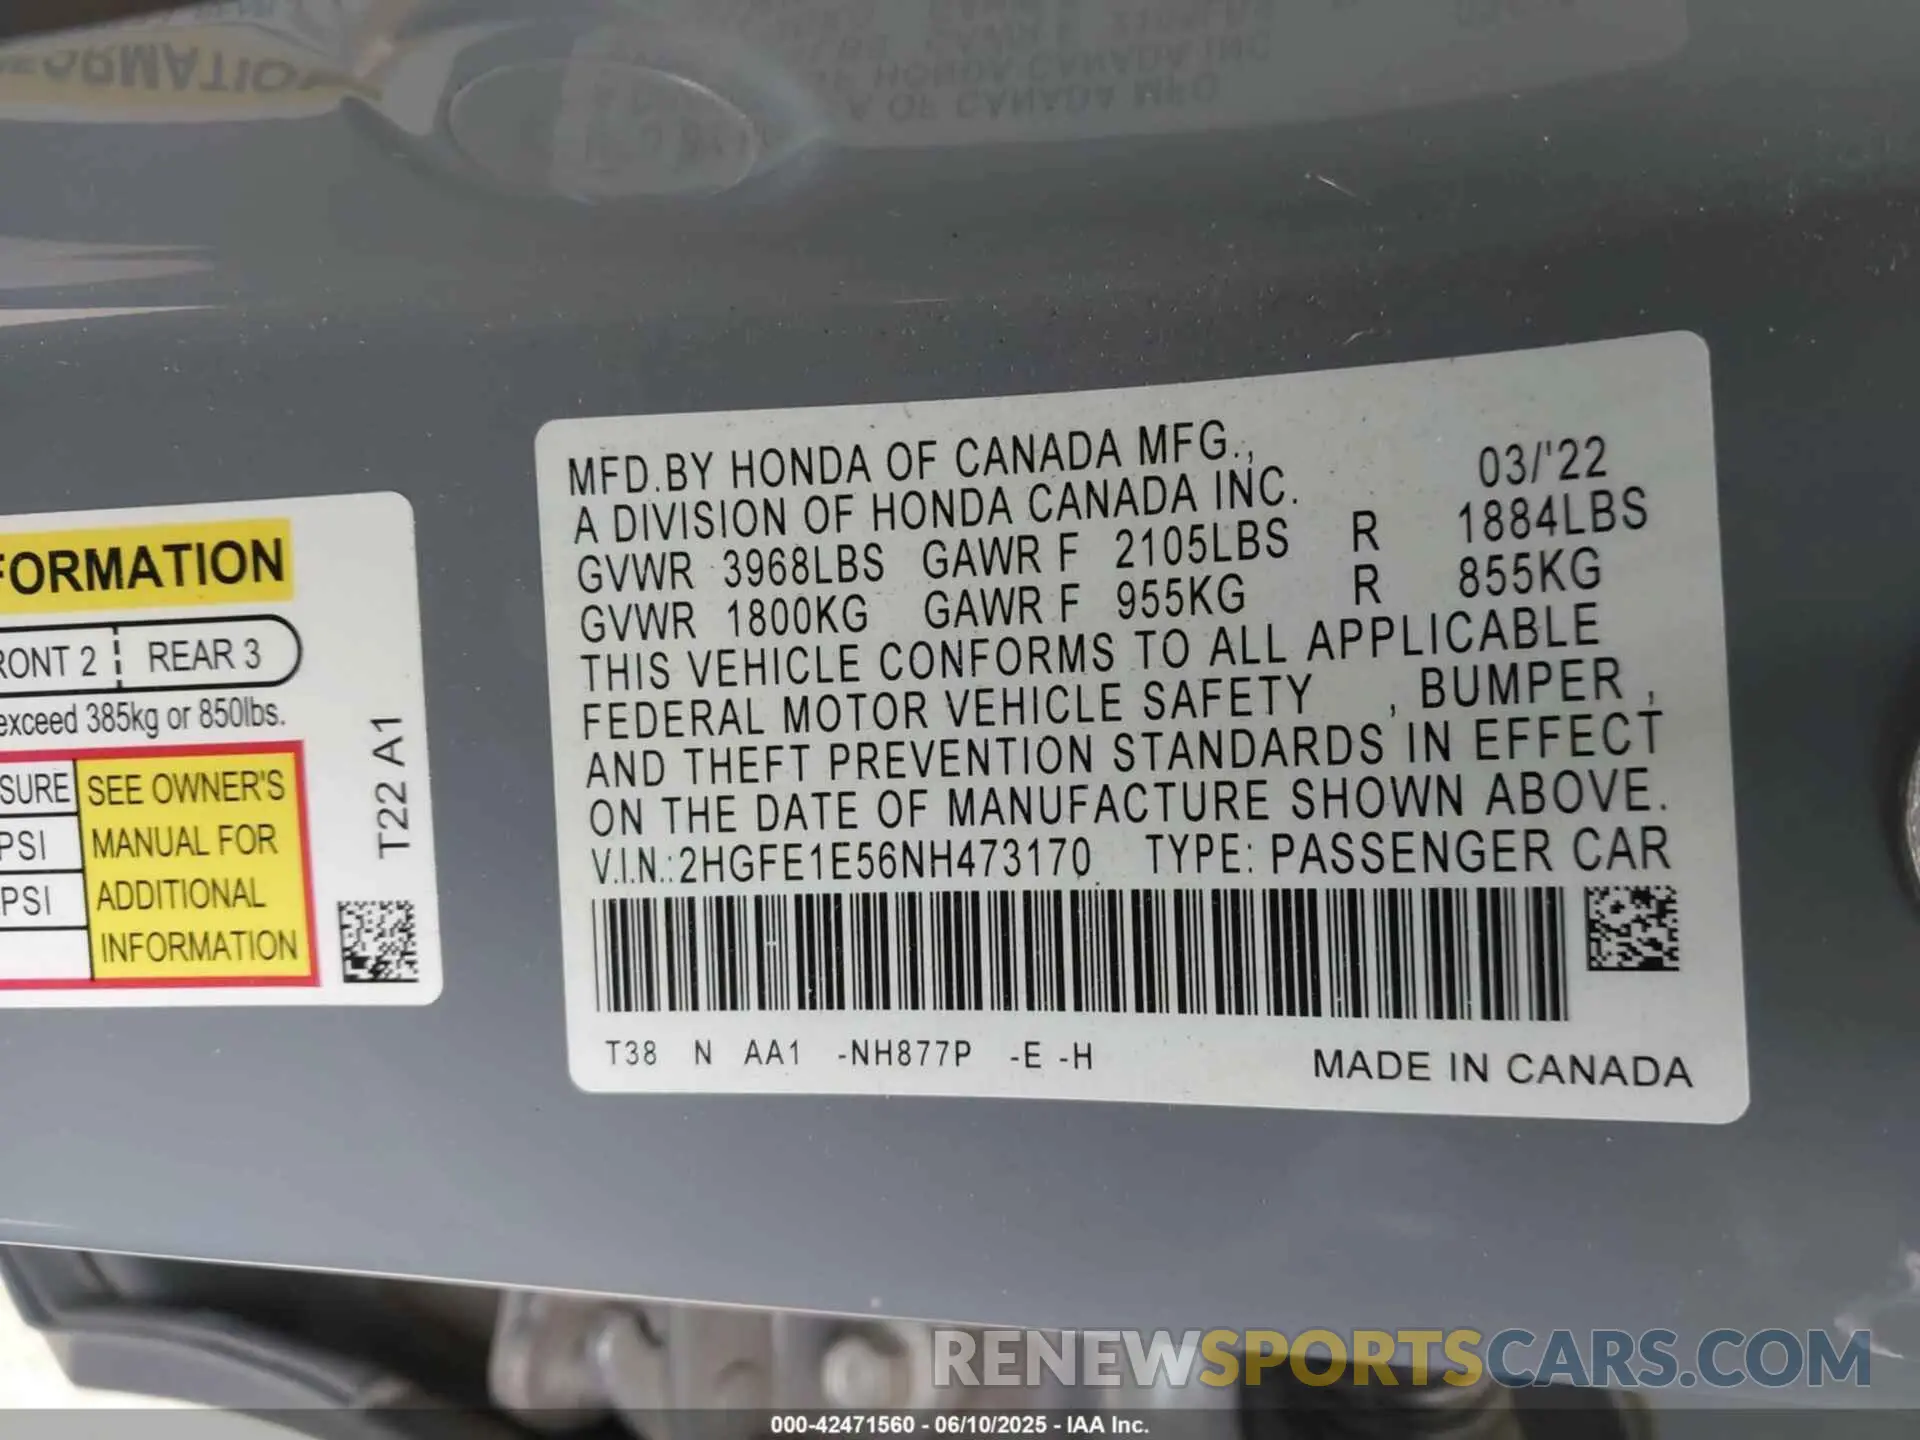 FORMATION
RONT 2 REAR 3
exceed 385kg or 850lbs.
SURE SEE OWNER'S
PSI MANUAL FOR
PSI ADDITIONAL
INFORMATION
T22 A1
MFD.BY HONDA OF CANADA MFG., 03/'22
A DIVISION OF HONDA CANADA INC.
GVWR 3968LBS GAWR F 2105LBS R 1884LBS
GVWR 1800KG GAWR F 955KG R 855KG
THIS VEHICLE CONFORMS TO ALL APPLICABLE
FEDERAL MOTOR VEHICLE SAFETY , BUMPER ,
AND THEFT PREVENTION STANDARDS IN EFFECT
ON THE DATE OF MANUFACTURE SHOWN ABOVE.
V.I.N.:2HGFE1E56NH473170 TYPE: PASSENGER CAR
T38 N AA1 -NH877P -E -H MADE IN CANADA
RENEWSPORTSCARS.COM
000-42471560 - 06/10/2025 - IAA Inc.